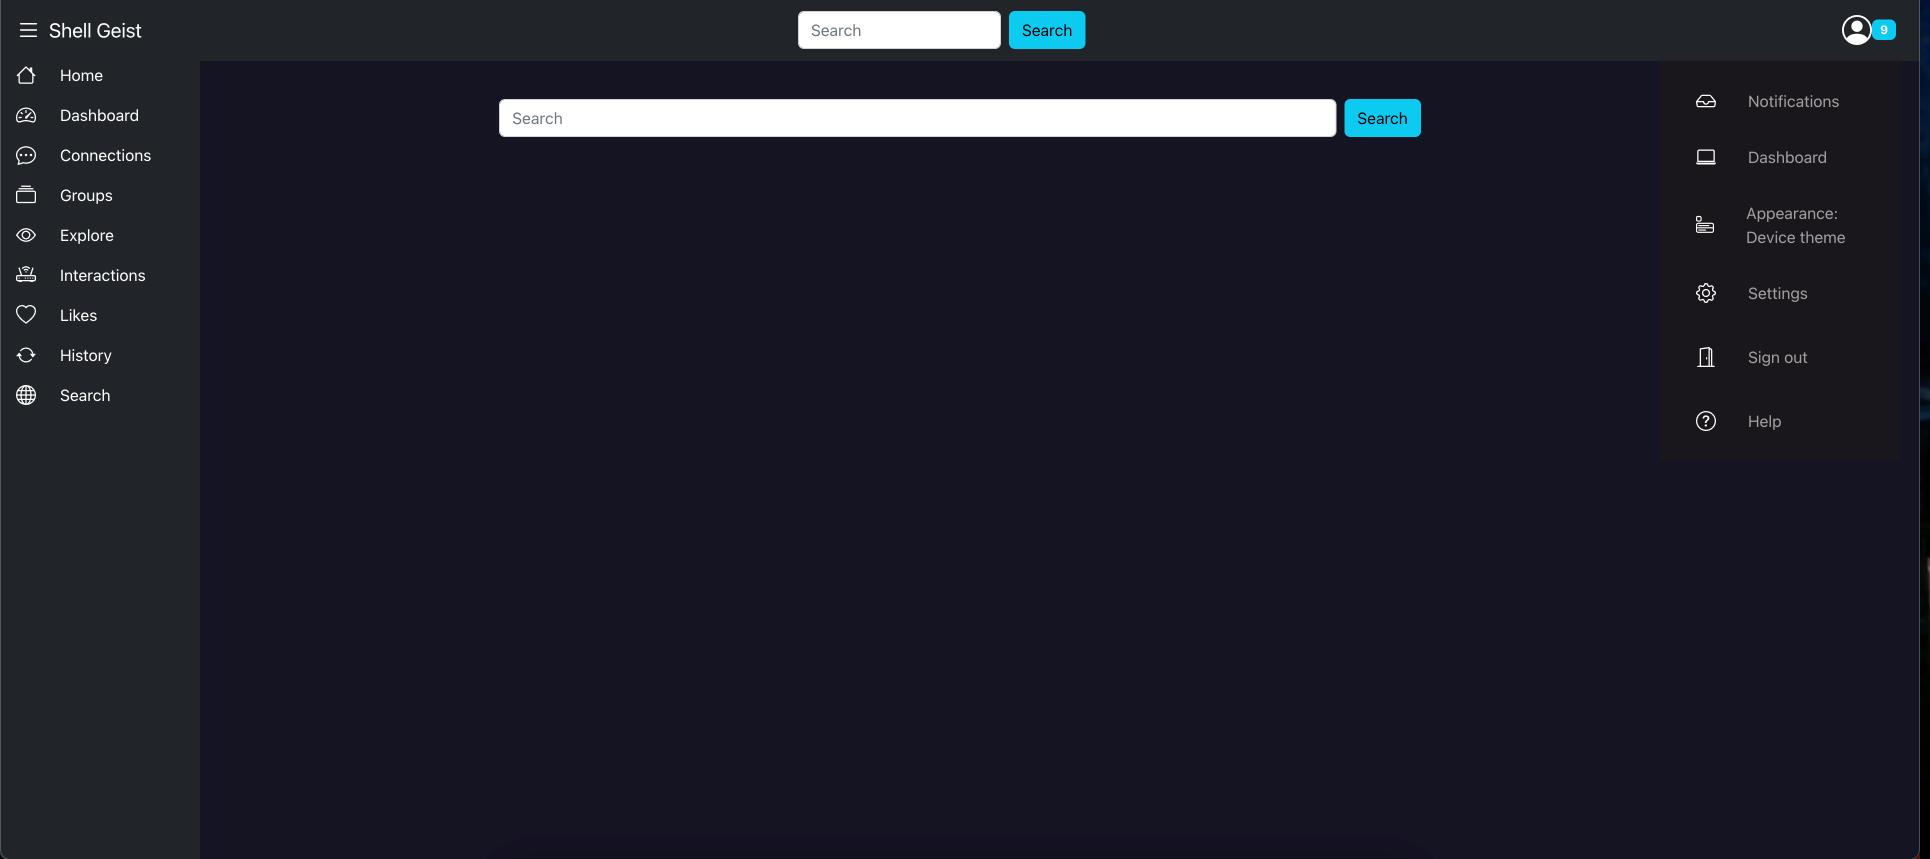 Shell Geist
Search
Search
9
Home
Dashboard
Connections
Groups
Explore
Interactions
Likes
History
Search
Search
Search
Notifications
Dashboard
Appearance:
Device theme
Settings
Sign out
Help